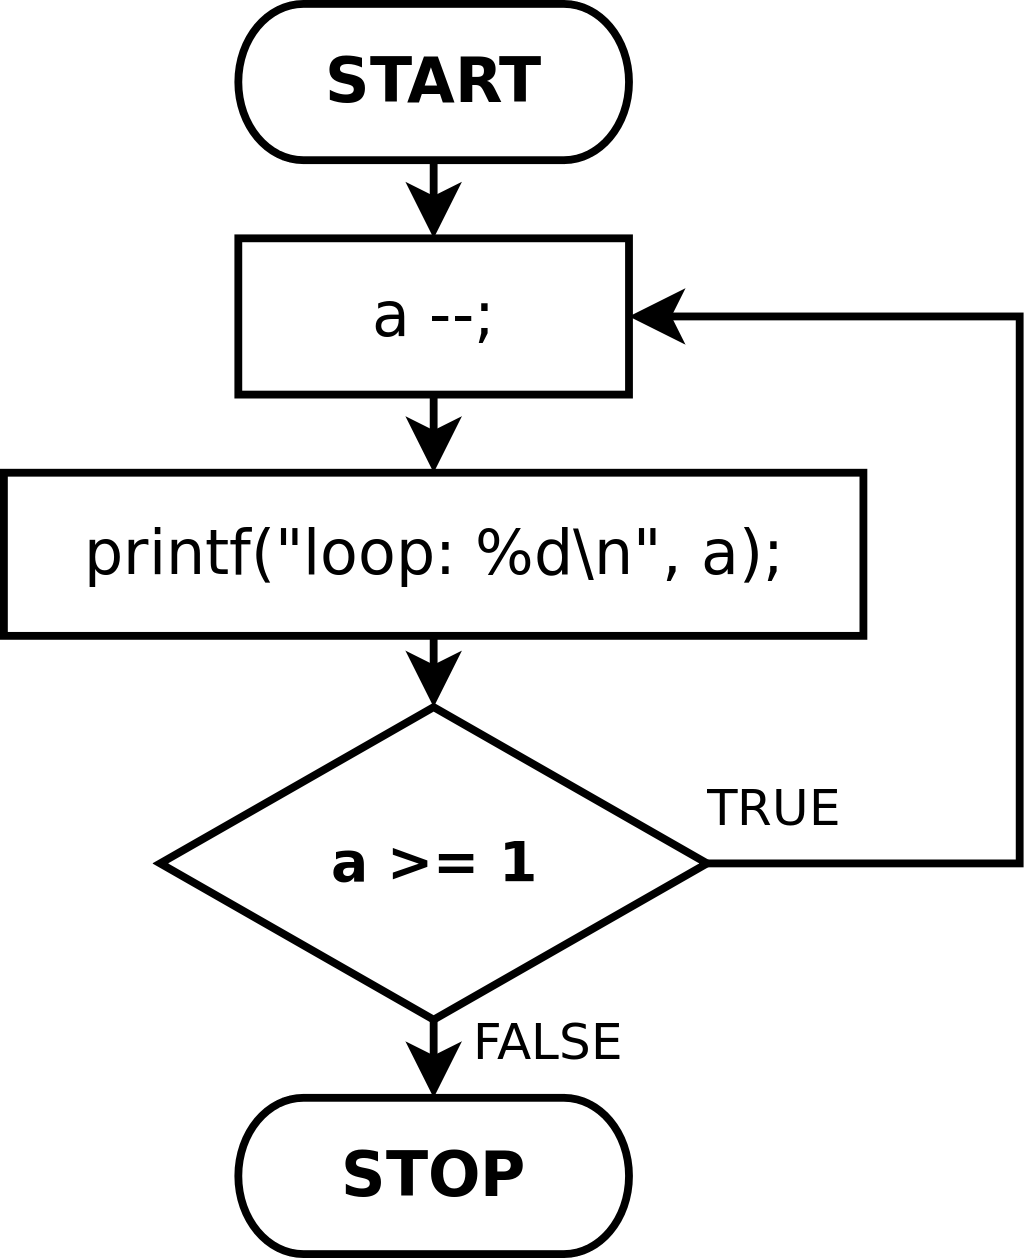 START
a --;
printf("loop: %d\n", a);
a >= 1
TRUE
FALSE
STOP